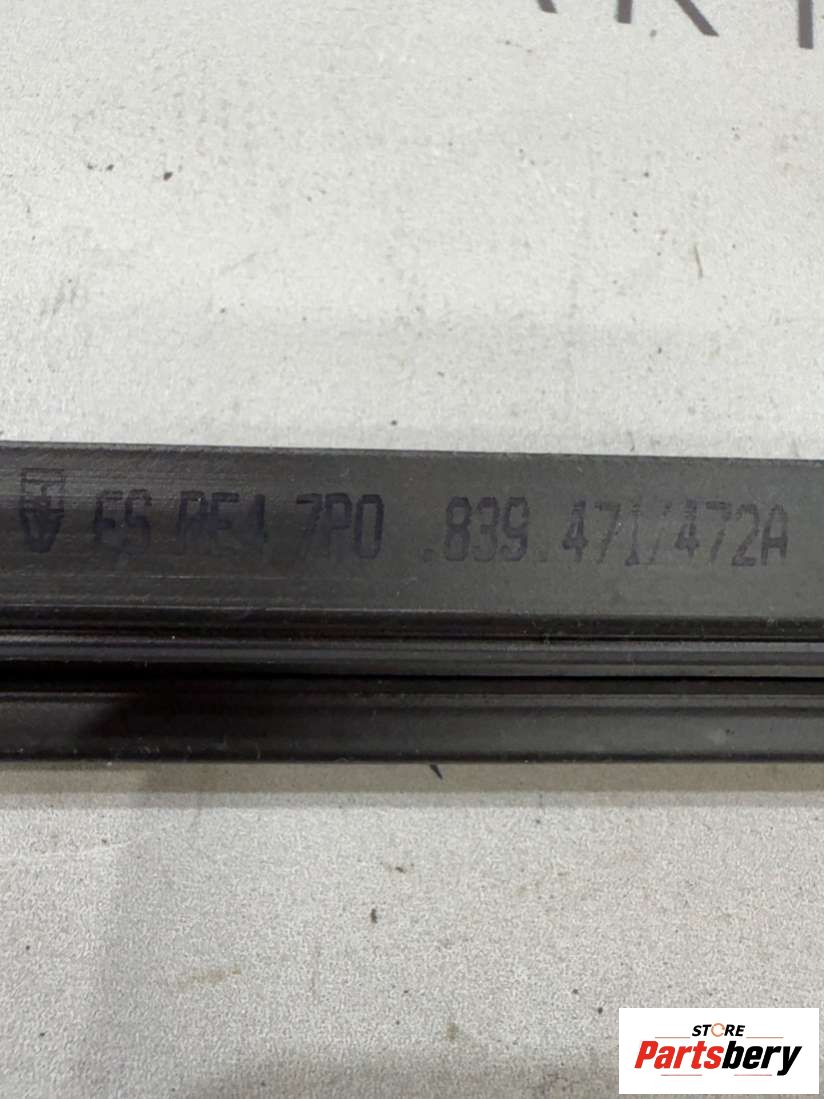 ES RE4 7P0 .839.471/472A
STORE
Partsbery